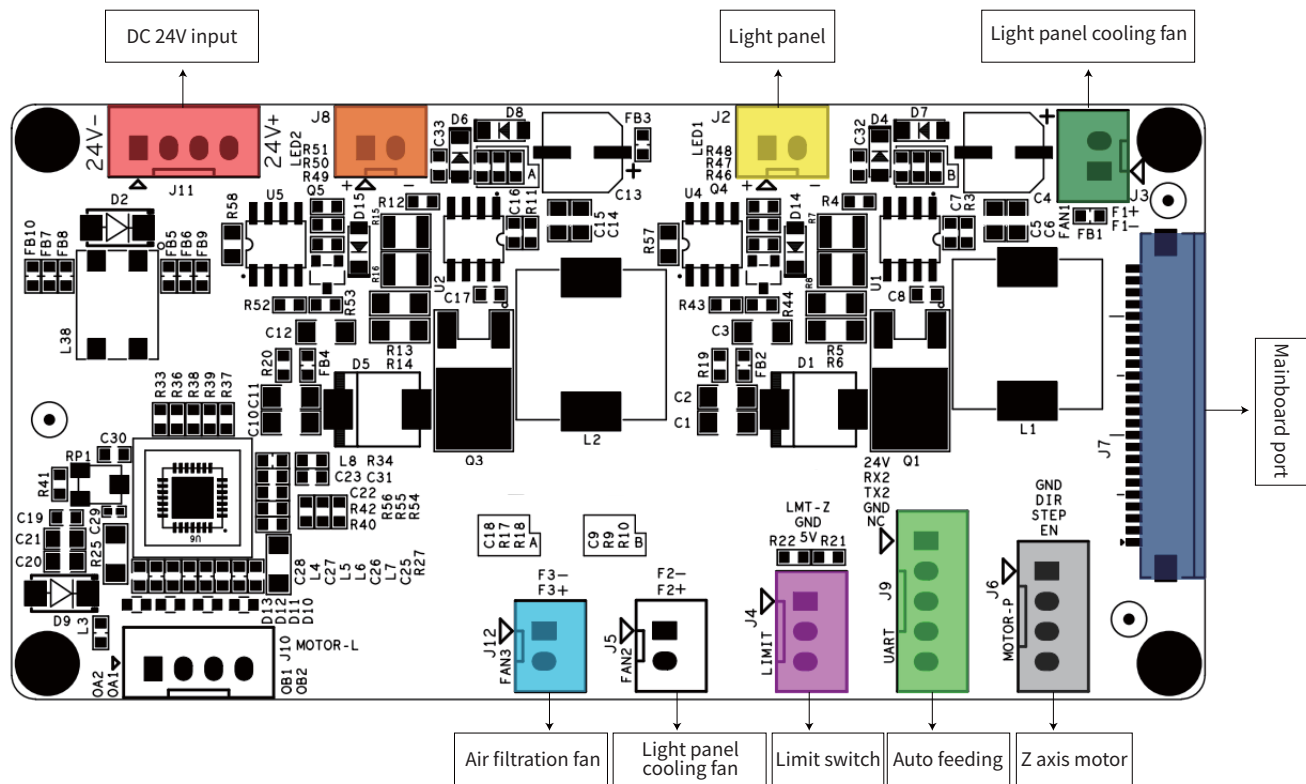 DC 24V input
Light panel
Light panel cooling fan
24V-
24V+
J11
J8
LED2
R51
R50
R49
+
-
C33
D6
D8
FB3
A
+
C13
J2
LED1
R48
R47
R46
+
-
C32
D4
D7
B
+
C4
J3
FAN1
F1+
F1-
FB1
D2
R58
U5
Q5
D15
R15
R12
C16
R11
C15
C14
R57
U4
Q4
D14
R7
R4
C7
R3
C5
C6
FB10
FB7
FB8
FB5
FB6
FB9
L38
R52
R53
R16
U2
C17
R43
R44
R8
U1
C8
C12
R13
R14
C3
R5
R6
R20
FB4
D5
R19
FB2
D1
C11
C10
C2
C1
L2
L1
Q3
Q1
J7
Mainboard port
R33
R36
R38
R39
R37
C30
RP1
R41
C19
C21
C20
C29
R25
U6
L8
R34
C23
C31
C22
R42
R40
R56
R55
R54
24V
RX2
TX2
GND
NC
GND
DIR
STEP
EN
LMT-Z
GND
5V
R22
R21
C18
R17
R18
A
C9
C9
R10
B
C28
L4
C27
L5
L6
C26
L7
C25
R27
D13
D12
D11
D10
D9
L3
OA2
OA1
J10
MOTOR-L
OB1
OB2
F3-
F3+
J12
FAN3
F2-
F2+
J5
FAN2
J4
LIMIT
J9
UART
J6
MOTOR-P
Air filtration fan
Light panel
cooling fan
Limit switch
Auto feeding
Z axis motor